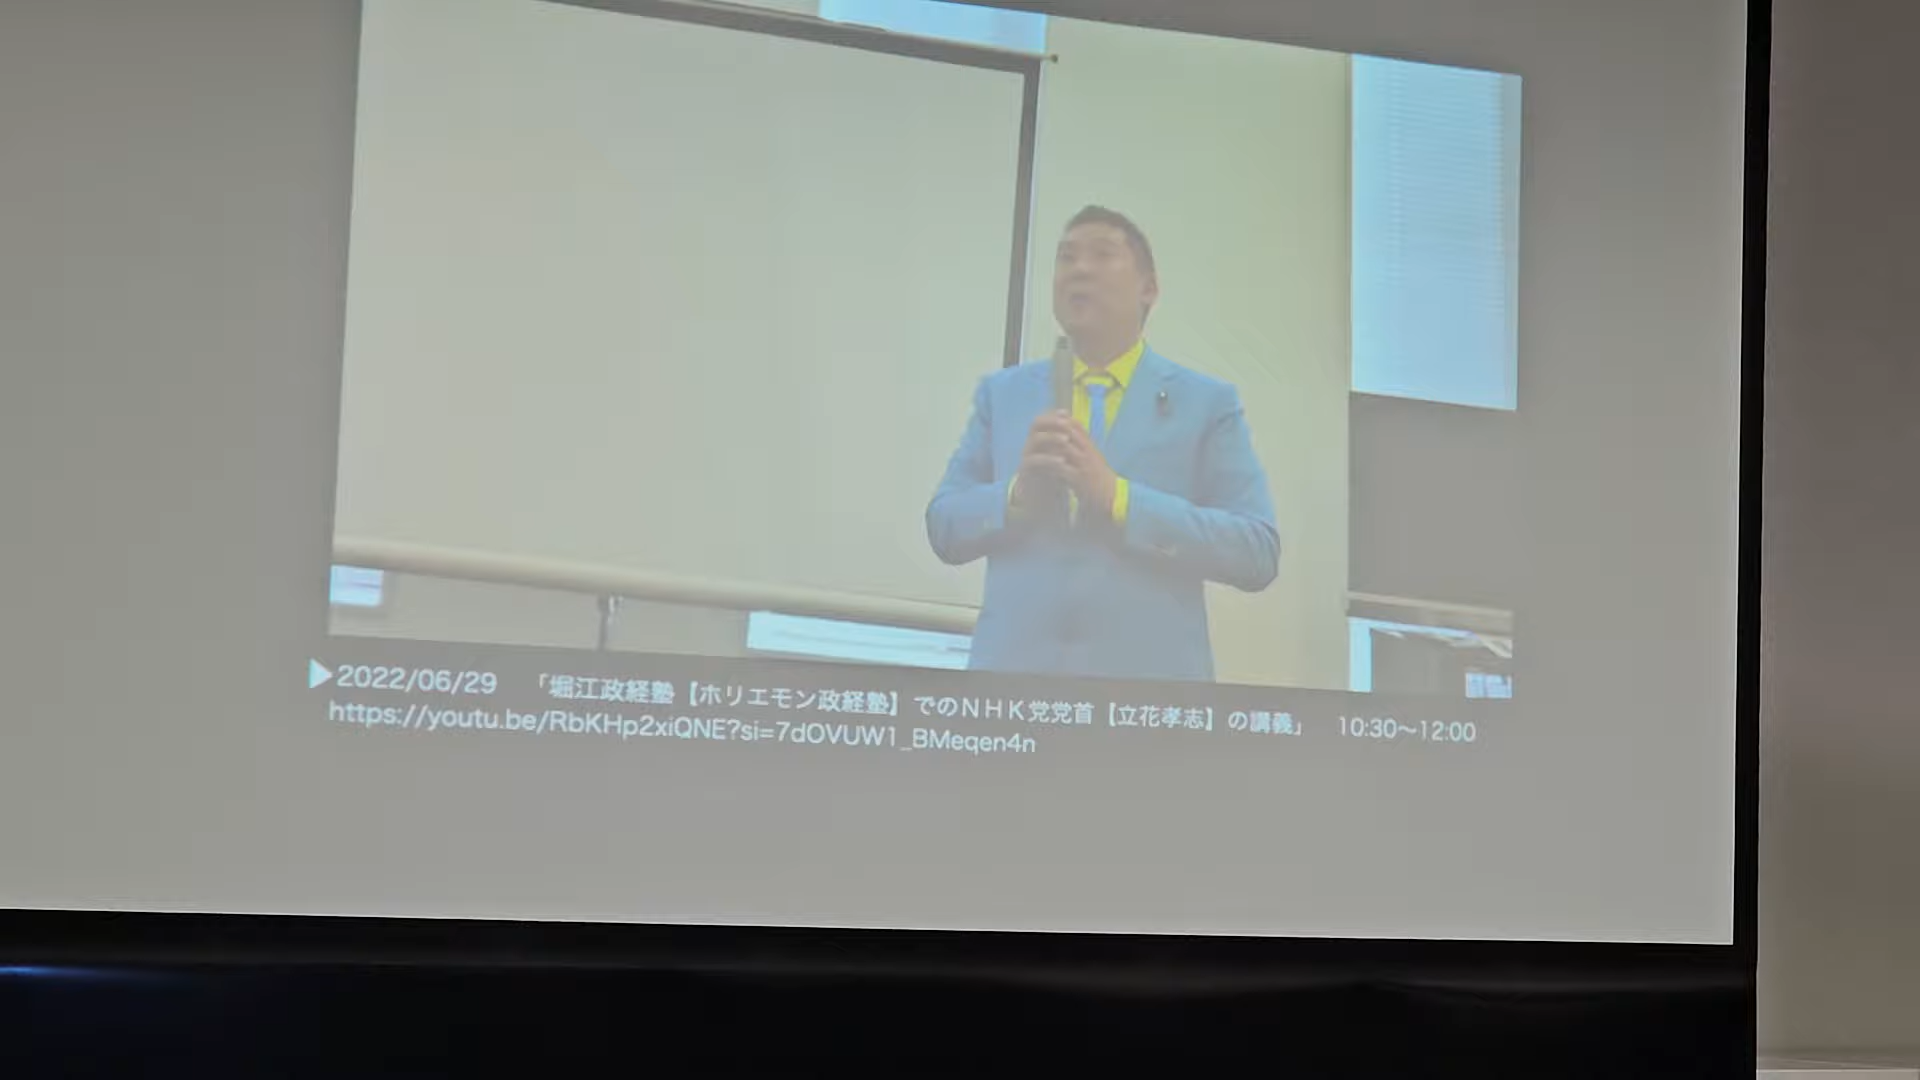 ▶2022/06/29 「堀江政経塾【ホリエモン政経塾】でのNHK党党首【立花孝志】の講義」 10:30〜12:00
https://youtu.be/RbKHp2xiQNE?si=7dOVUW1_BMeqen4n